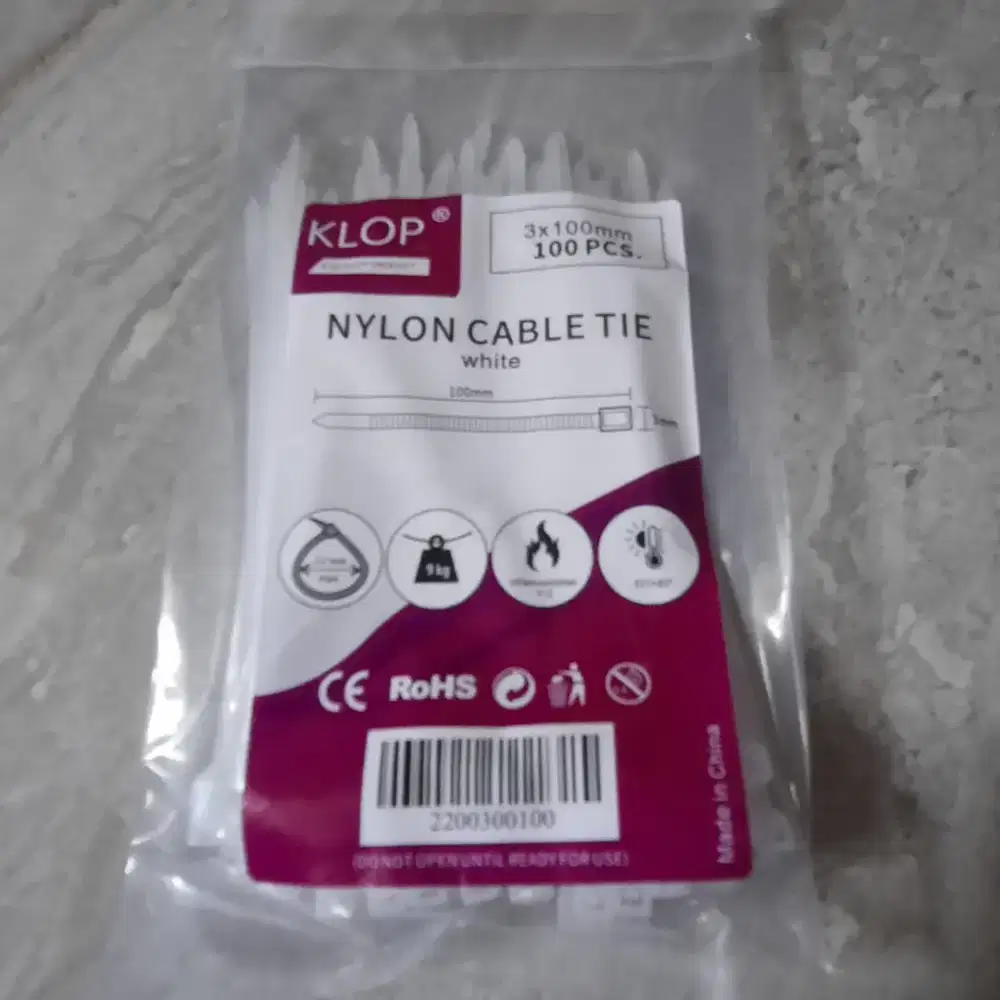 KLOP®
3x100mm
100 PCS.
NYLON CABLE TIE
white
100mm
9 kg
CE RoHS
2200300100
(DO NOT OPEN UNTIL READY FOR USE)
Made in China